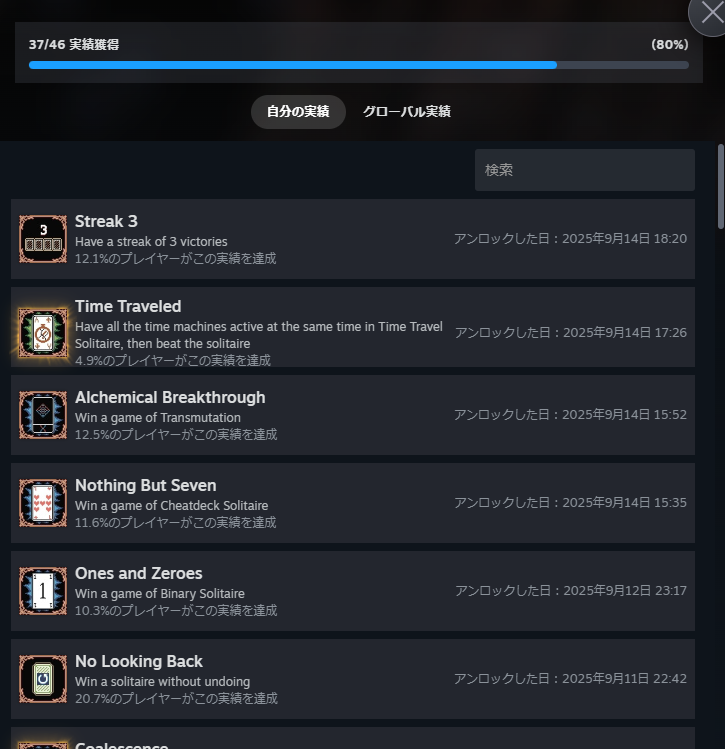 37/46 実績獲得
(80%)
自分の実績
グローバル実績
検索
3
Streak 3
Have a streak of 3 victories
12.1%のプレイヤーがこの実績を達成
アンロックした日：2025年9月14日 18:20
Time Traveled
Have all the time machines active at the same time in Time Travel
Solitaire, then beat the solitaire
4.9%のプレイヤーがこの実績を達成
アンロックした日：2025年9月14日 17:26
Alchemical Breakthrough
Win a game of Transmutation
12.5%のプレイヤーがこの実績を達成
アンロックした日：2025年9月14日 15:52
Nothing But Seven
Win a game of Cheatdeck Solitaire
11.6%のプレイヤーがこの実績を達成
アンロックした日：2025年9月14日 15:35
1
Ones and Zeroes
Win a game of Binary Solitaire
10.3%のプレイヤーがこの実績を達成
アンロックした日：2025年9月12日 23:17
No Looking Back
Win a solitaire without undoing
20.7%のプレイヤーがこの実績を達成
アンロックした日：2025年9月11日 22:42
Coalescence